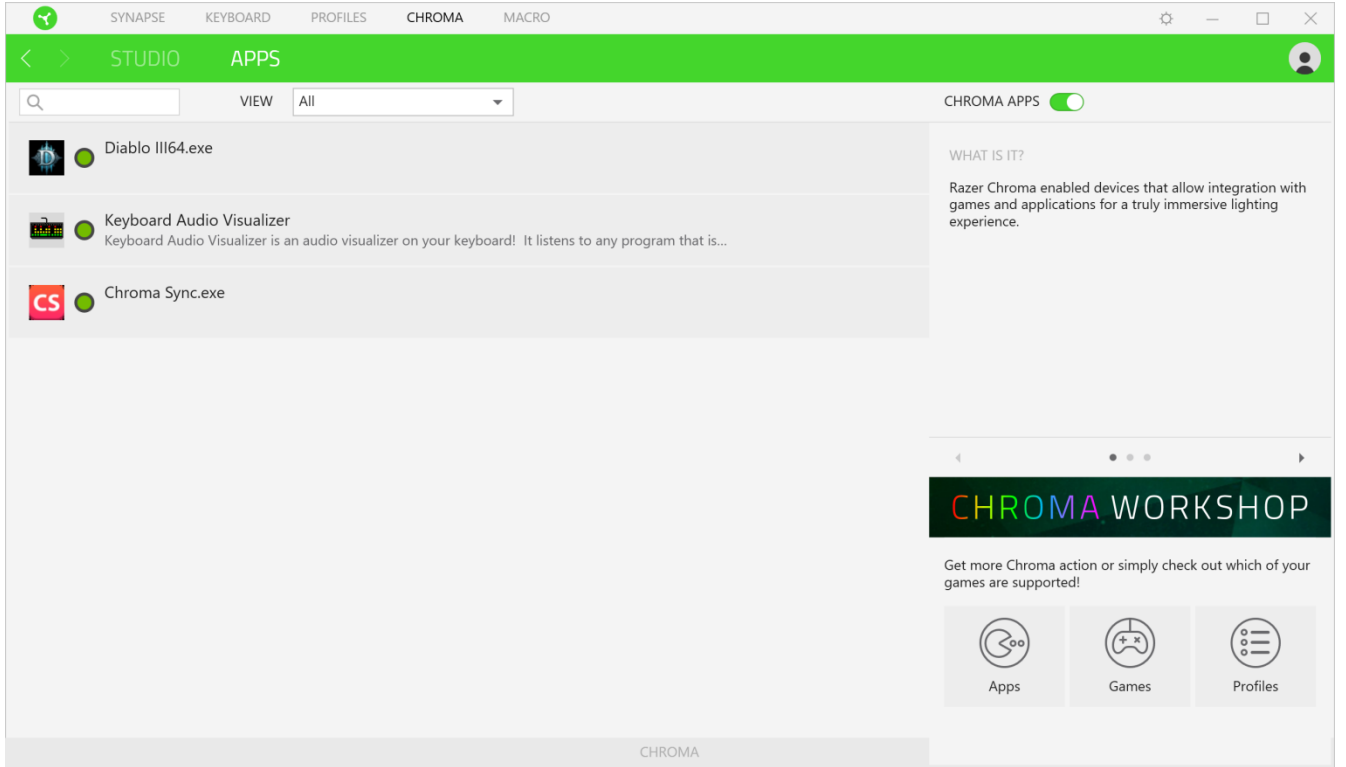 SYNAPSE KEYBOARD PROFILES CHROMA MACRO
STUDIO APPS
VIEW All CHROMA APPS
Diablo III64.exe
Keyboard Audio Visualizer
Keyboard Audio Visualizer is an audio visualizer on your keyboard!  It listens to any program that is...
CS
Chroma Sync.exe
WHAT IS IT?
Razer Chroma enabled devices that allow integration with
games and applications for a truly immersive lighting
experience.
CHROMA WORKSHOP
Get more Chroma action or simply check out which of your
games are supported!
Apps Games Profiles
CHROMA